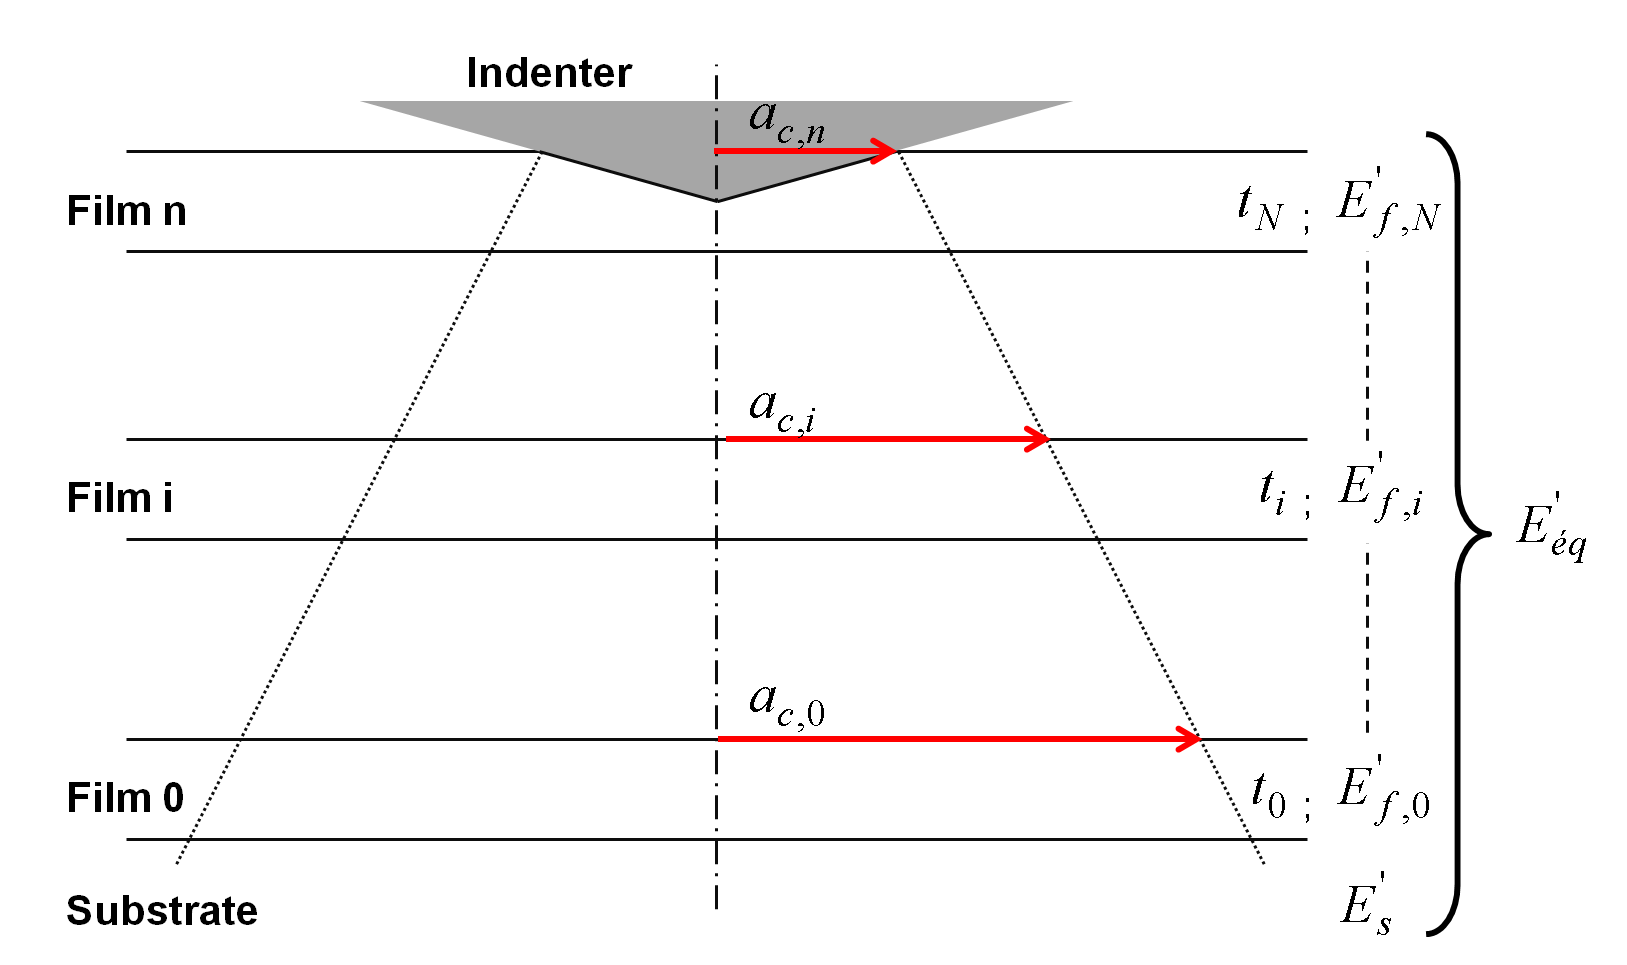 Indenter
a_{c,n}
Film n
t_N ; E'_{f,N}
a_{c,i}
Film i
t_i ; E'_{f,i}
E'_{éq}
a_{c,0}
Film 0
t_0 ; E'_{f,0}
Substrate
E'_s